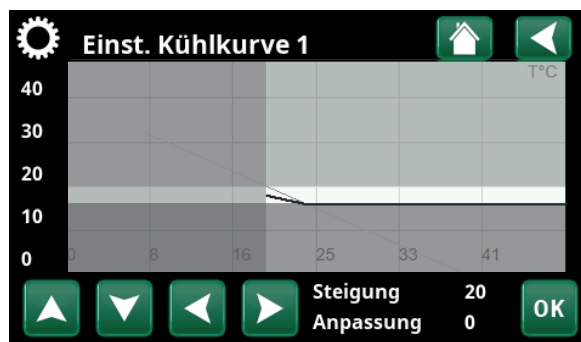 Einst. Kühlkurve 1
T°C
40
30
20
10
0
0 8 16 25 33 41
Steigung 20
Anpassung 0
OK